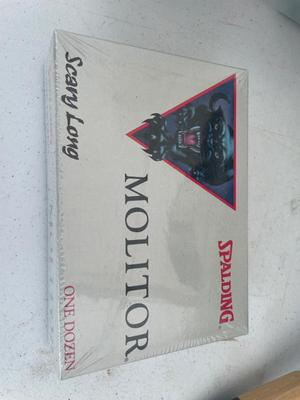 SPALDING
MOLITOR
Scary Long
ONE DOZEN